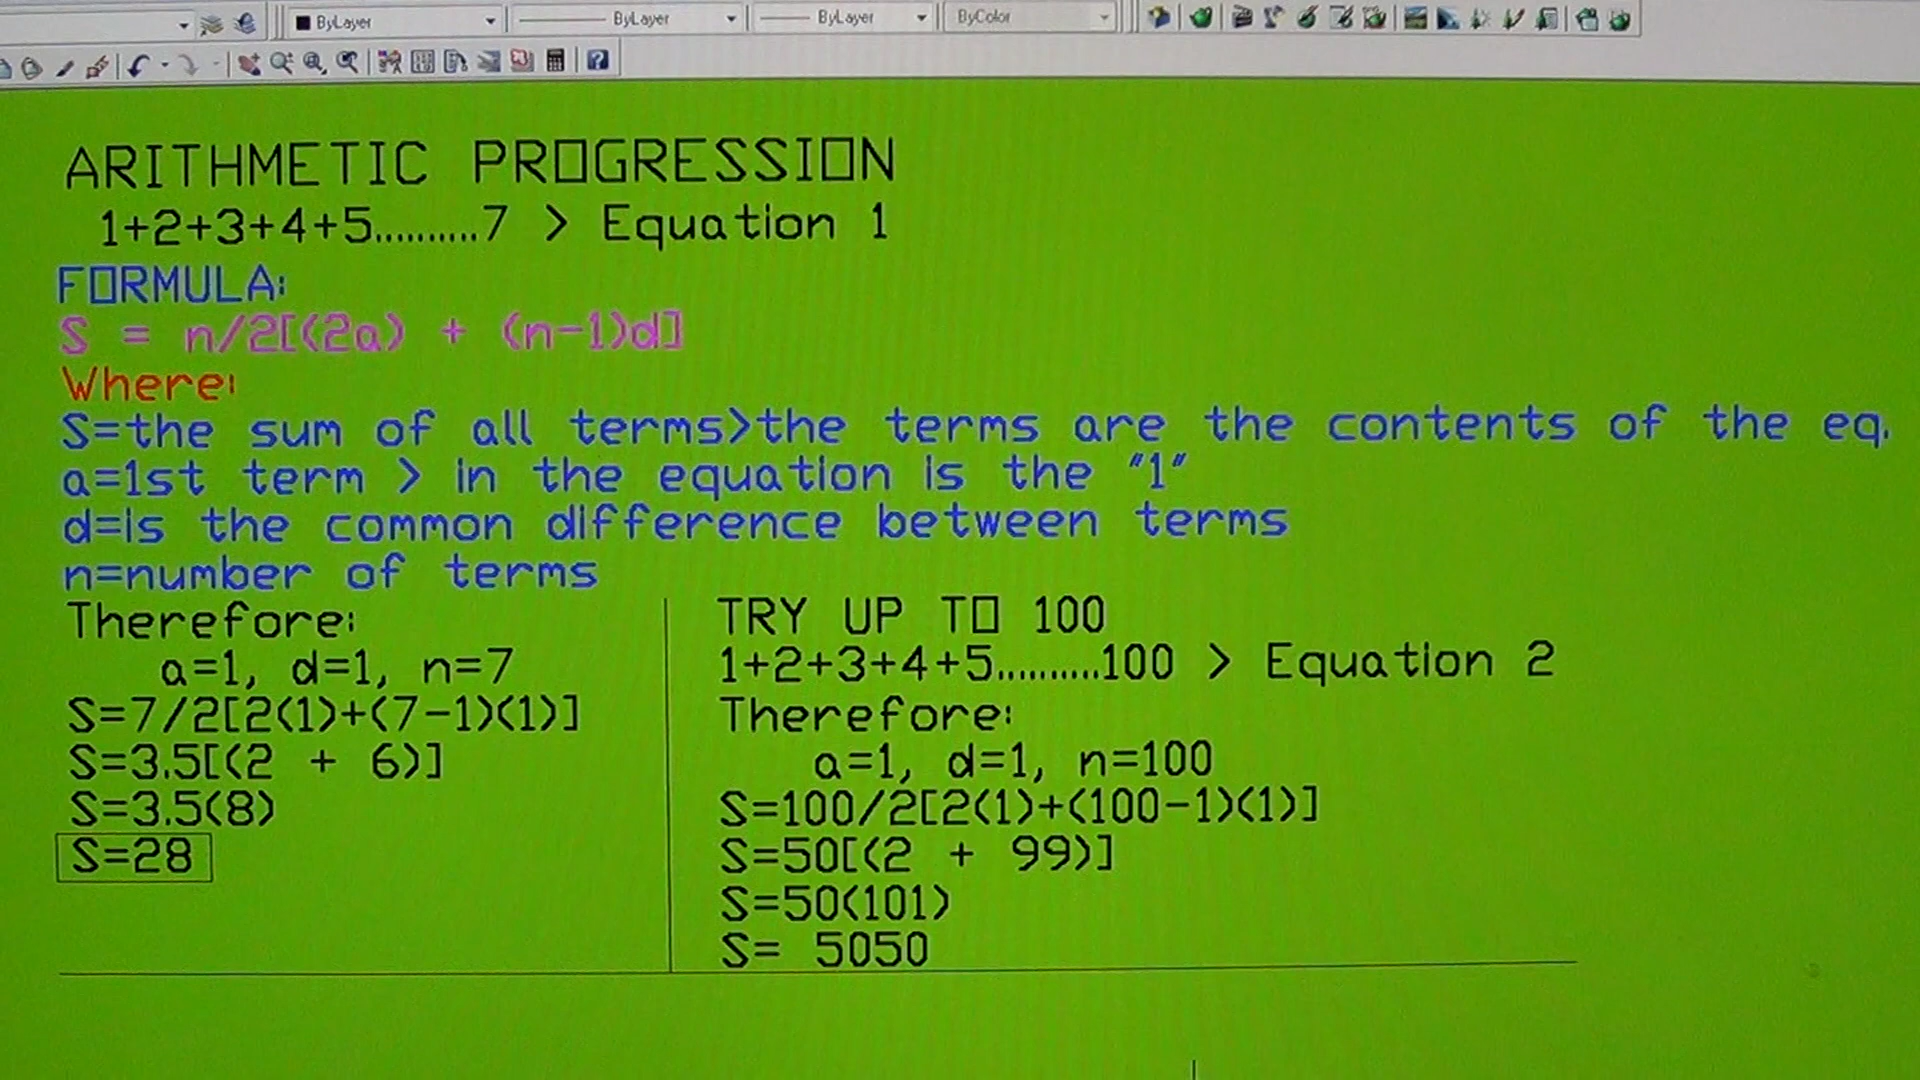 ByLayer ByLayer ByLayer ByColor
ARITHMETIC PROGRESSION
1+2+3+4+5..........7 > Equation 1
FORMULA:
S = n/2[(2a) + (n-1)d]
Where:
S=the sum of all terms>the terms are the contents of the eq.
a=1st term > in the equation is the "1"
d=is the common difference between terms
n=number of terms
Therefore:
a=1, d=1, n=7
S=7/2[2(1)+(7-1)(1)]
S=3.5[(2 + 6)]
S=3.5(8)
S=28
TRY UP TO 100
1+2+3+4+5..........100 > Equation 2
Therefore:
a=1, d=1, n=100
S=100/2[2(1)+(100-1)(1)]
S=50[(2 + 99)]
S=50(101)
S= 5050